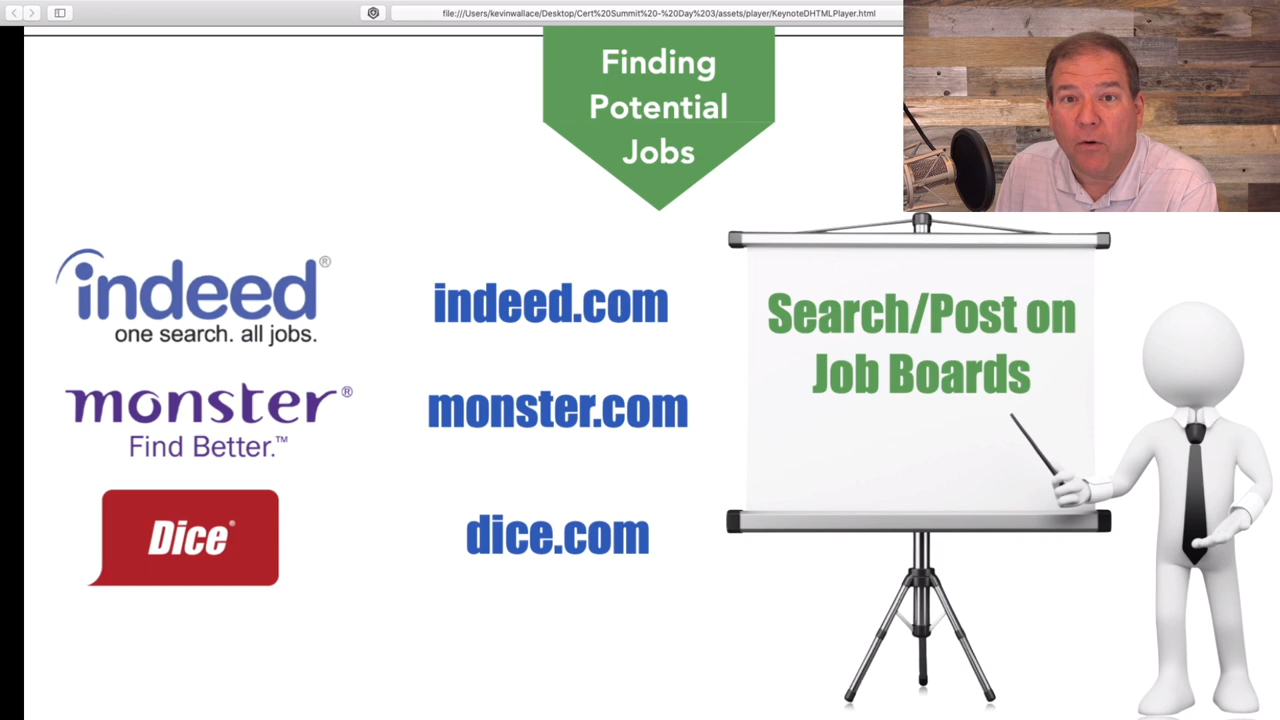 file:///Users/kevinwallace/Desktop/Cert%20Summit%20-%20Day%203/assets/player/KeynoteDHTMLPlayer.html
Finding
Potential
Jobs
indeed®
one search. all jobs.
indeed.com
Search/Post on
Job Boards
monster®
Find Better.™
monster.com
Dice®
dice.com